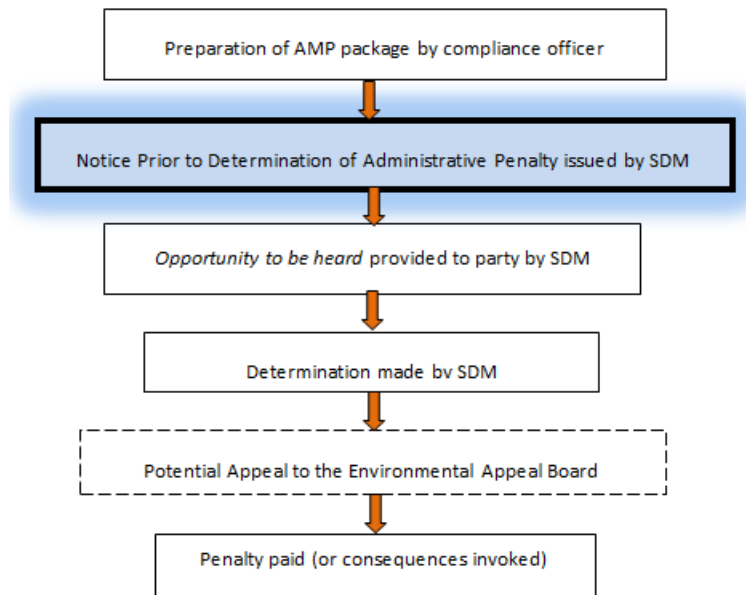 Preparation of AMP package by compliance officer
Notice Prior to Determination of Administrative Penalty issued by SDM
Opportunity to be heard provided to party by SDM
Determination made by SDM
Potential Appeal to the Environmental Appeal Board
Penalty paid (or consequences invoked)